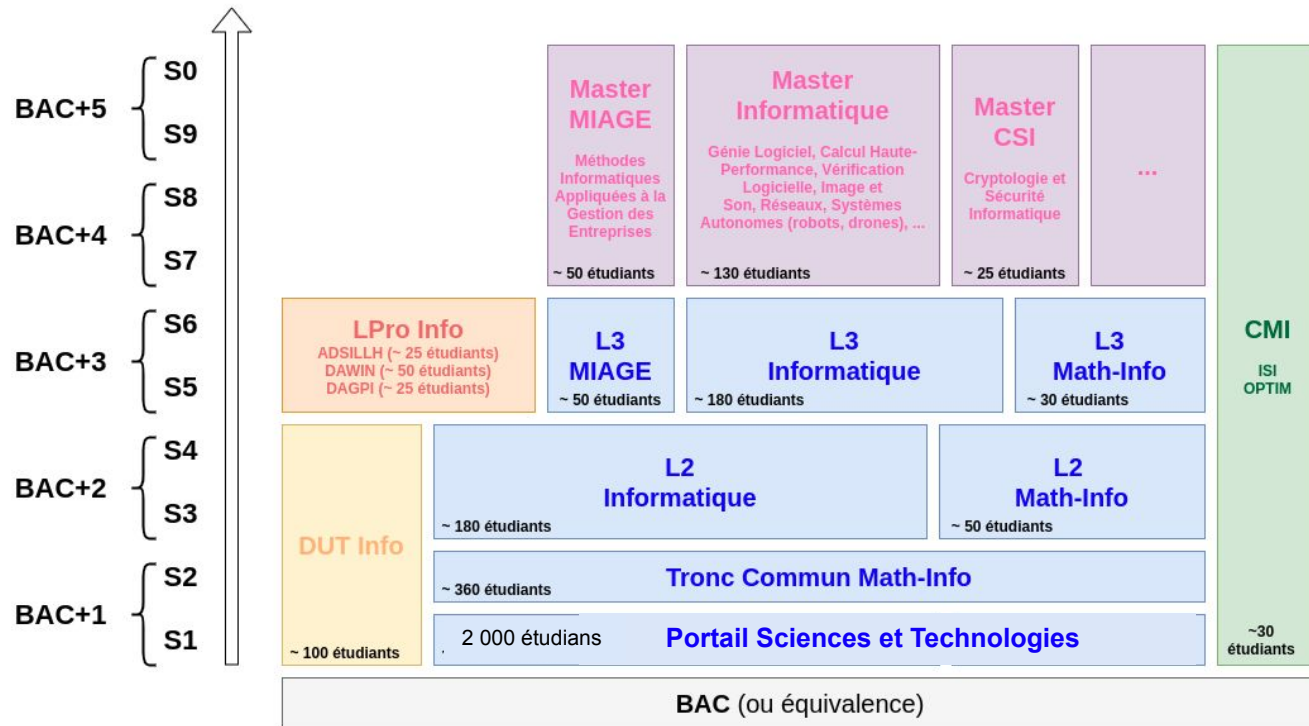 BAC+5
S0
S9
BAC+4
S8
S7
BAC+3
S6
S5
BAC+2
S4
S3
BAC+1
S2
S1
Master
MIAGE
Méthodes
Informatiques
Appliquées à la
Gestion des
Entreprises
~ 50 étudiants
Master
Informatique
Génie Logiciel, Calcul Haute-
Performance, Vérification
Logicielle, Image et
Son, Réseaux, Systèmes
Autonomes (robots, drones), ...
~ 130 étudiants
Master
CSI
Cryptologie et
Sécurité
Informatique
~ 25 étudiants
...
CMI
ISI
OPTIM
~30
étudiants
LPro Info
ADSILLH (~ 25 étudiants)
DAWIN (~ 50 étudiants)
DAGPI (~ 25 étudiants)
L3
MIAGE
~ 50 étudiants
L3
Informatique
~ 180 étudiants
L3
Math-Info
~ 30 étudiants
DUT Info
~ 100 étudiants
L2
Informatique
~ 180 étudiants
L2
Math-Info
~ 50 étudiants
Tronc Commun Math-Info
~ 360 étudiants
2 000 étudians
Portail Sciences et Technologies
BAC (ou équivalence)